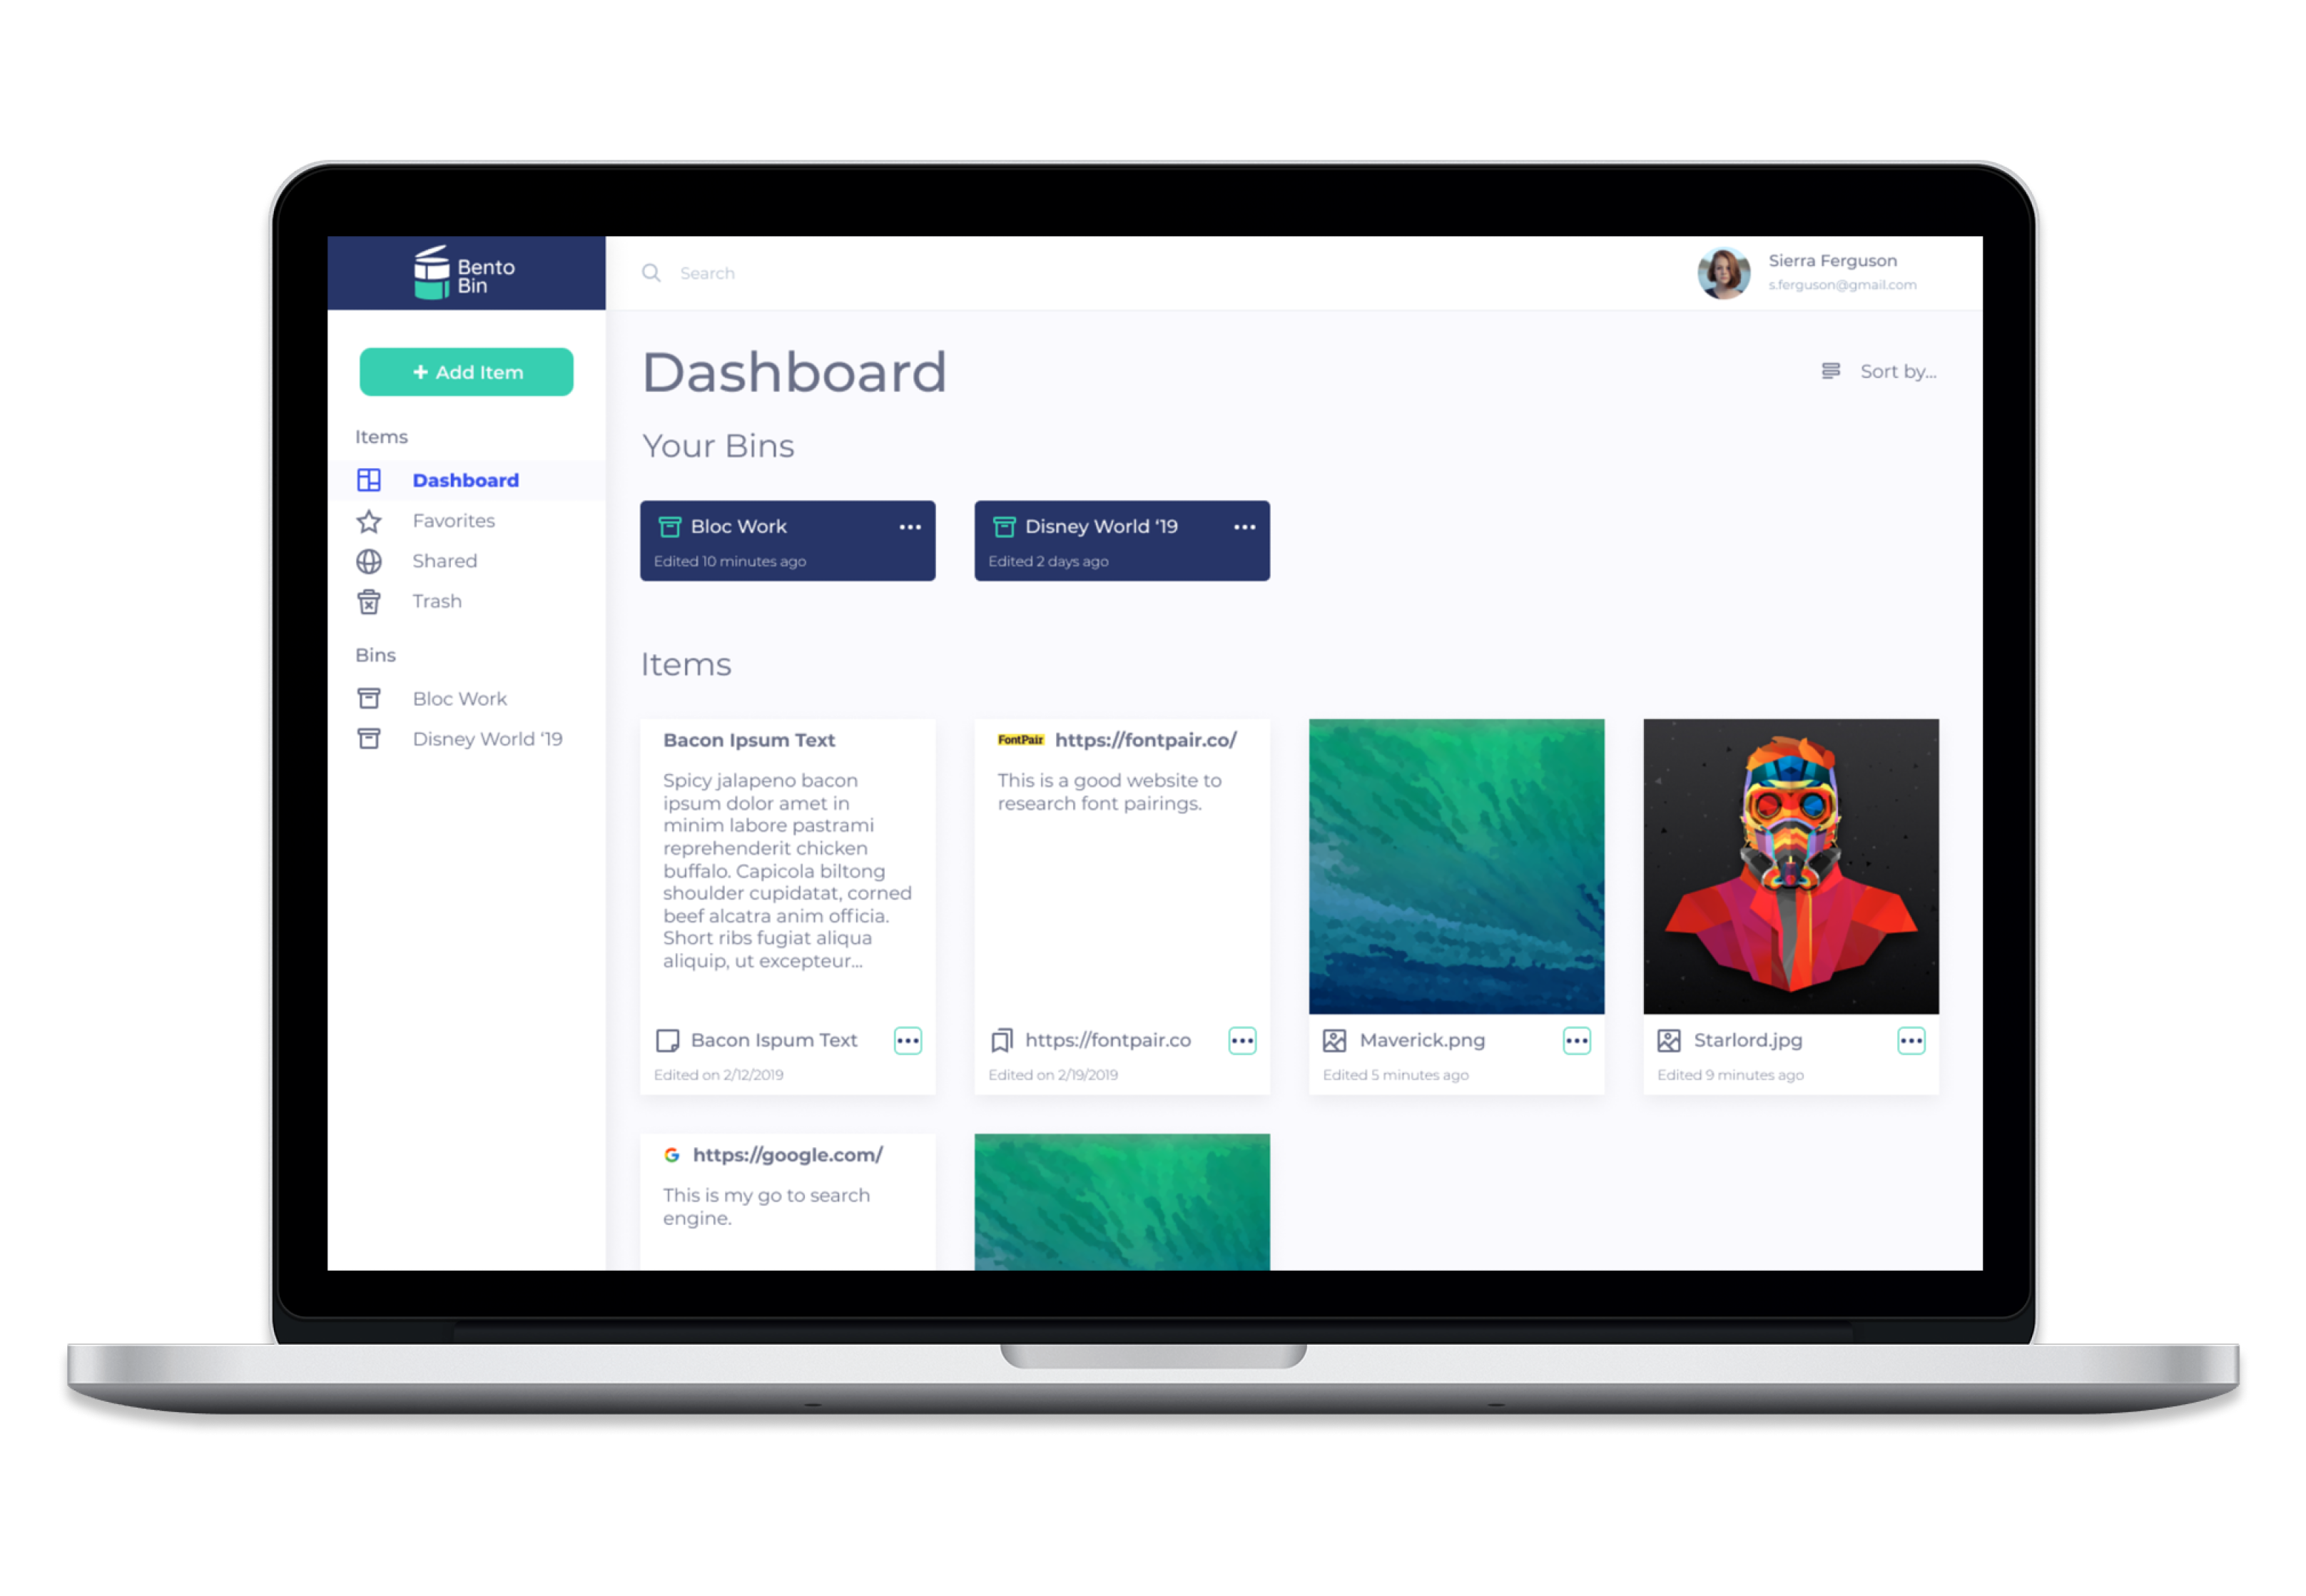 Bento
Bin
Search
Sierra Ferguson
s.ferguson@gmail.com
+ Add Item
Items
Dashboard
Favorites
Shared
Trash
Bins
Bloc Work
Disney World ‘19
Dashboard
Sort by...
Your Bins
Bloc Work
Edited 10 minutes ago
Disney World ‘19
Edited 2 days ago
Items
Bacon Ipsum Text
Spicy jalapeno bacon
ipsum dolor amet in
minim labore pastrami
reprehenderit chicken
buffalo. Capicola biltong
shoulder cupidatat, corned
beef alcatra anim officia.
Short ribs fugiat aliqua
aliquip, ut excepteur...
Bacon Ispum Text
Edited on 2/12/2019
FontPair https://fontpair.co/
This is a good website to
research font pairings.
https://fontpair.co
Edited on 2/19/2019
Maverick.png
Edited 5 minutes ago
Starlord.jpg
Edited 9 minutes ago
G https://google.com/
This is my go to search
engine.